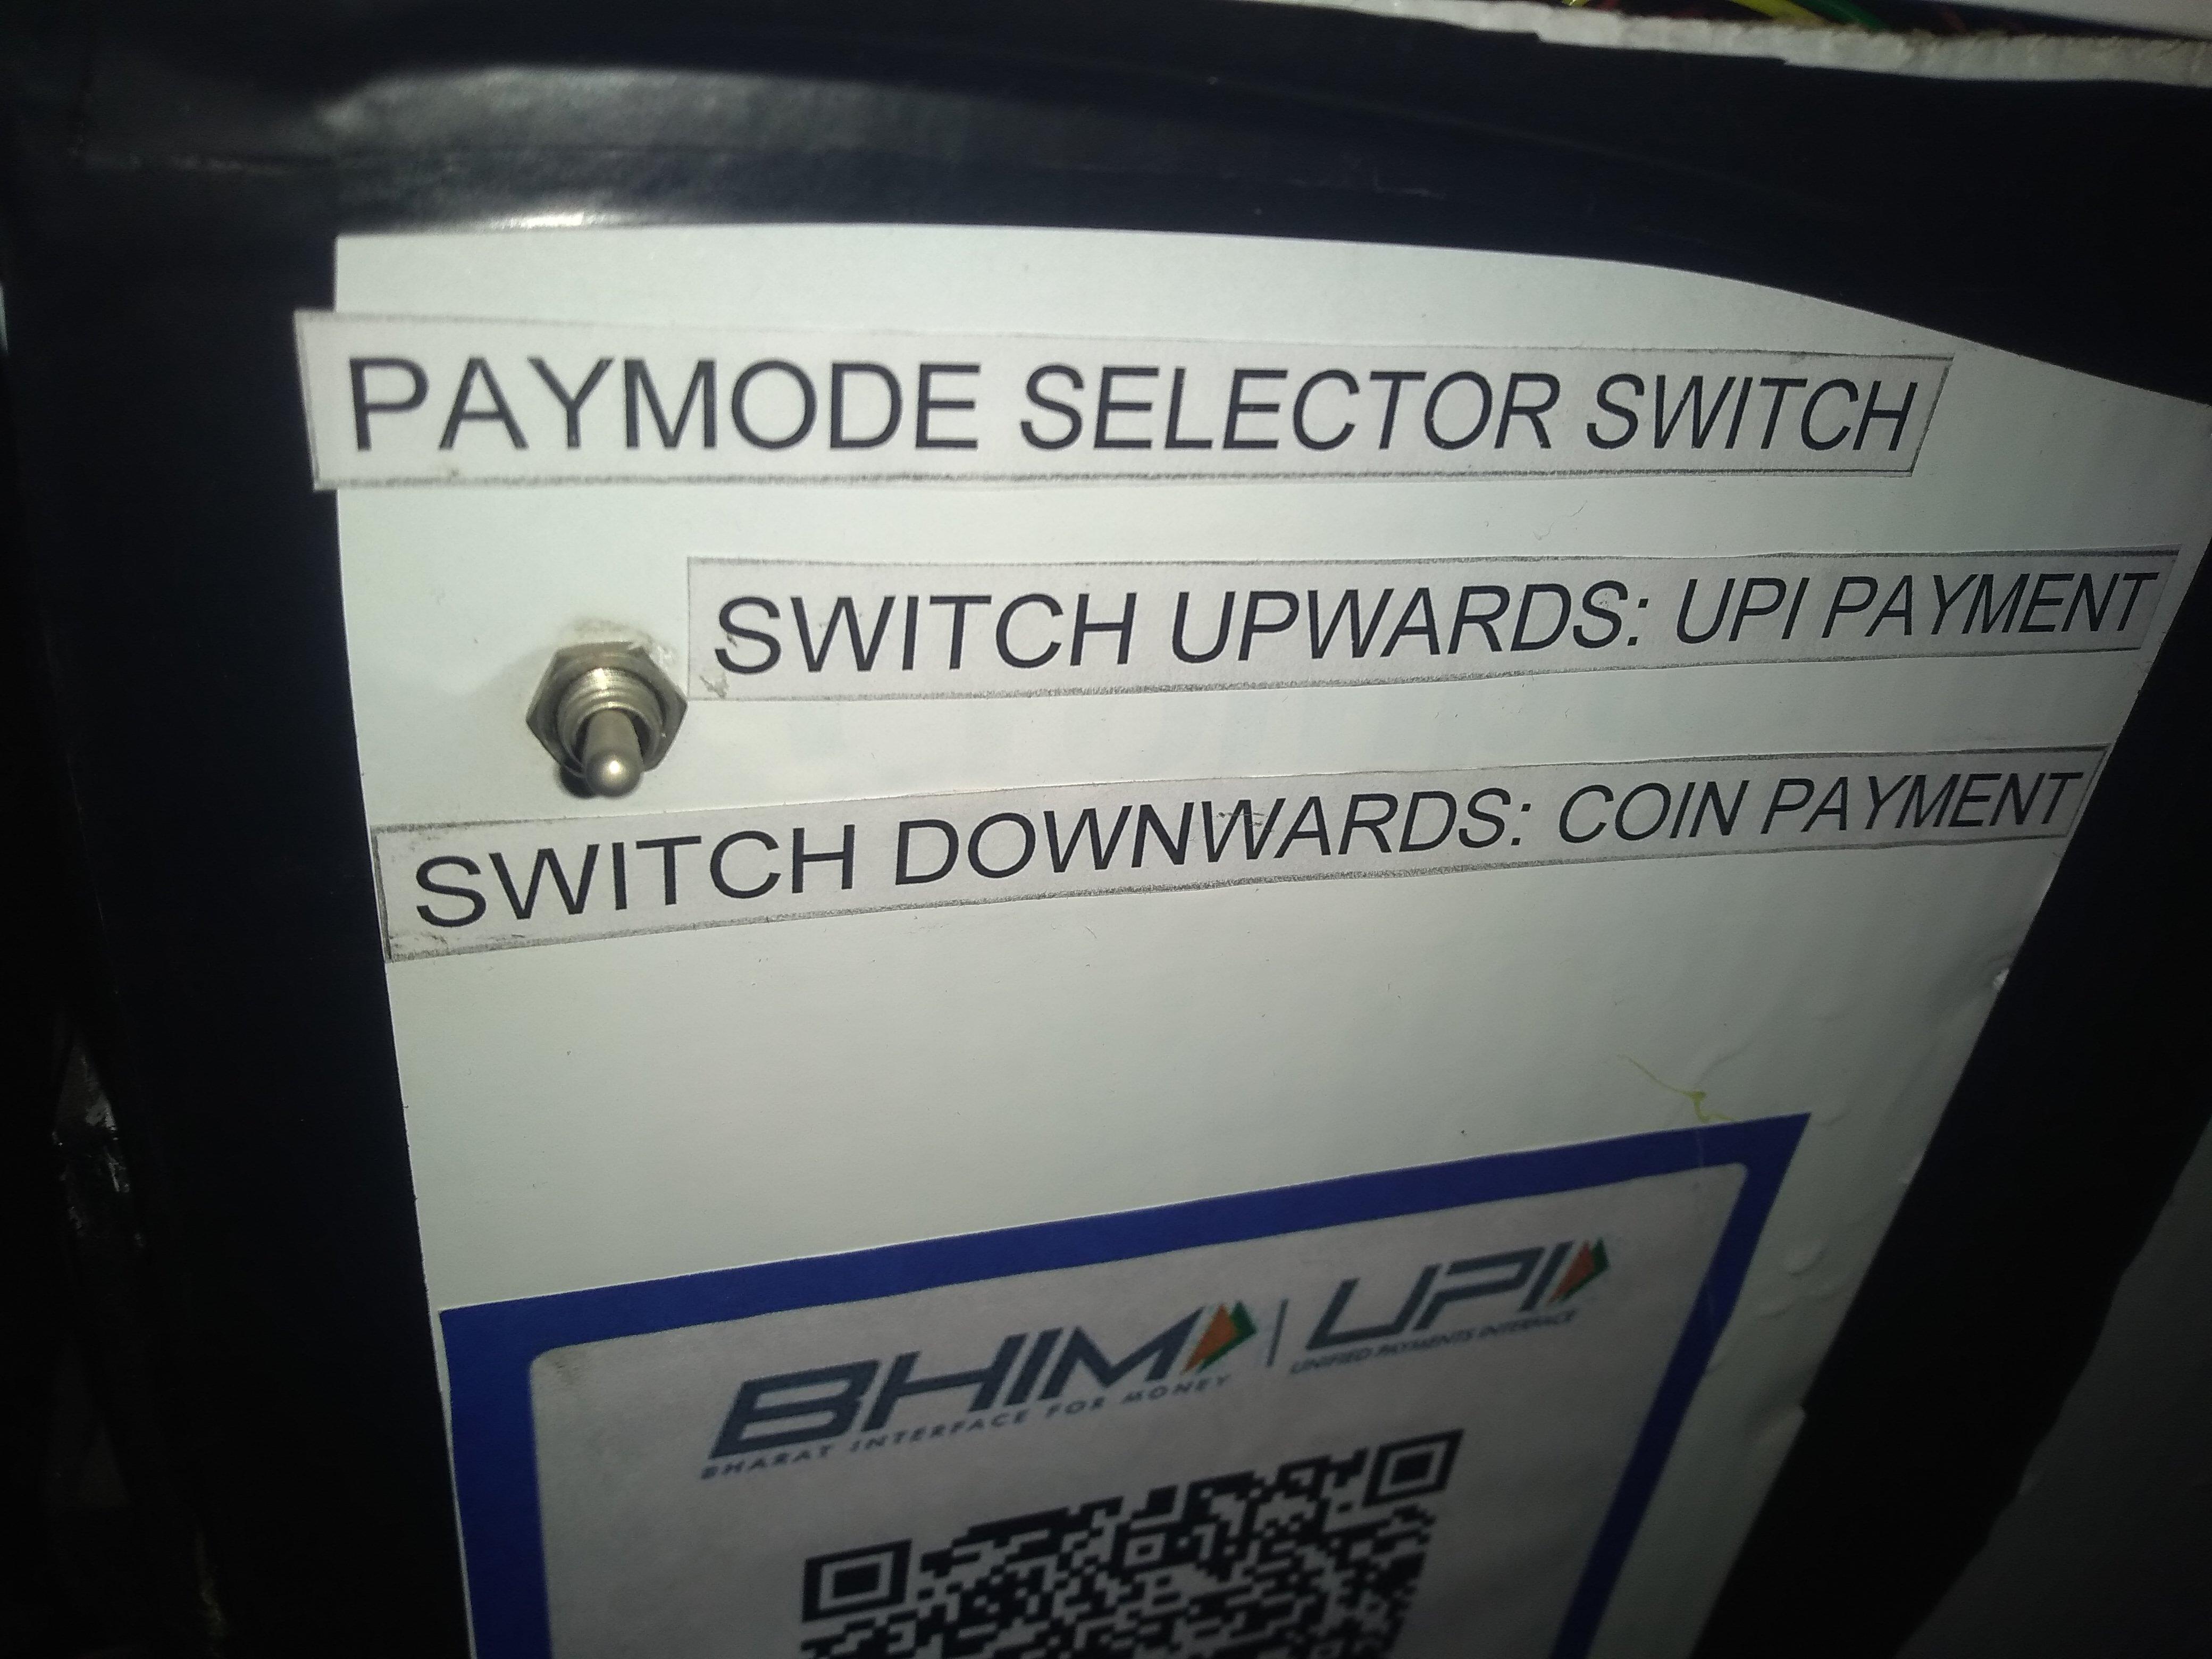 PAYMODE SELECTOR SWITCH
SWITCH UPWARDS: UPI PAYMENT
SWITCH DOWNWARDS: COIN PAYMENT
BHIM | UPI
BHARAT INTERFACE FOR MONEY UNIFIED PAYMENTS INTERFACE